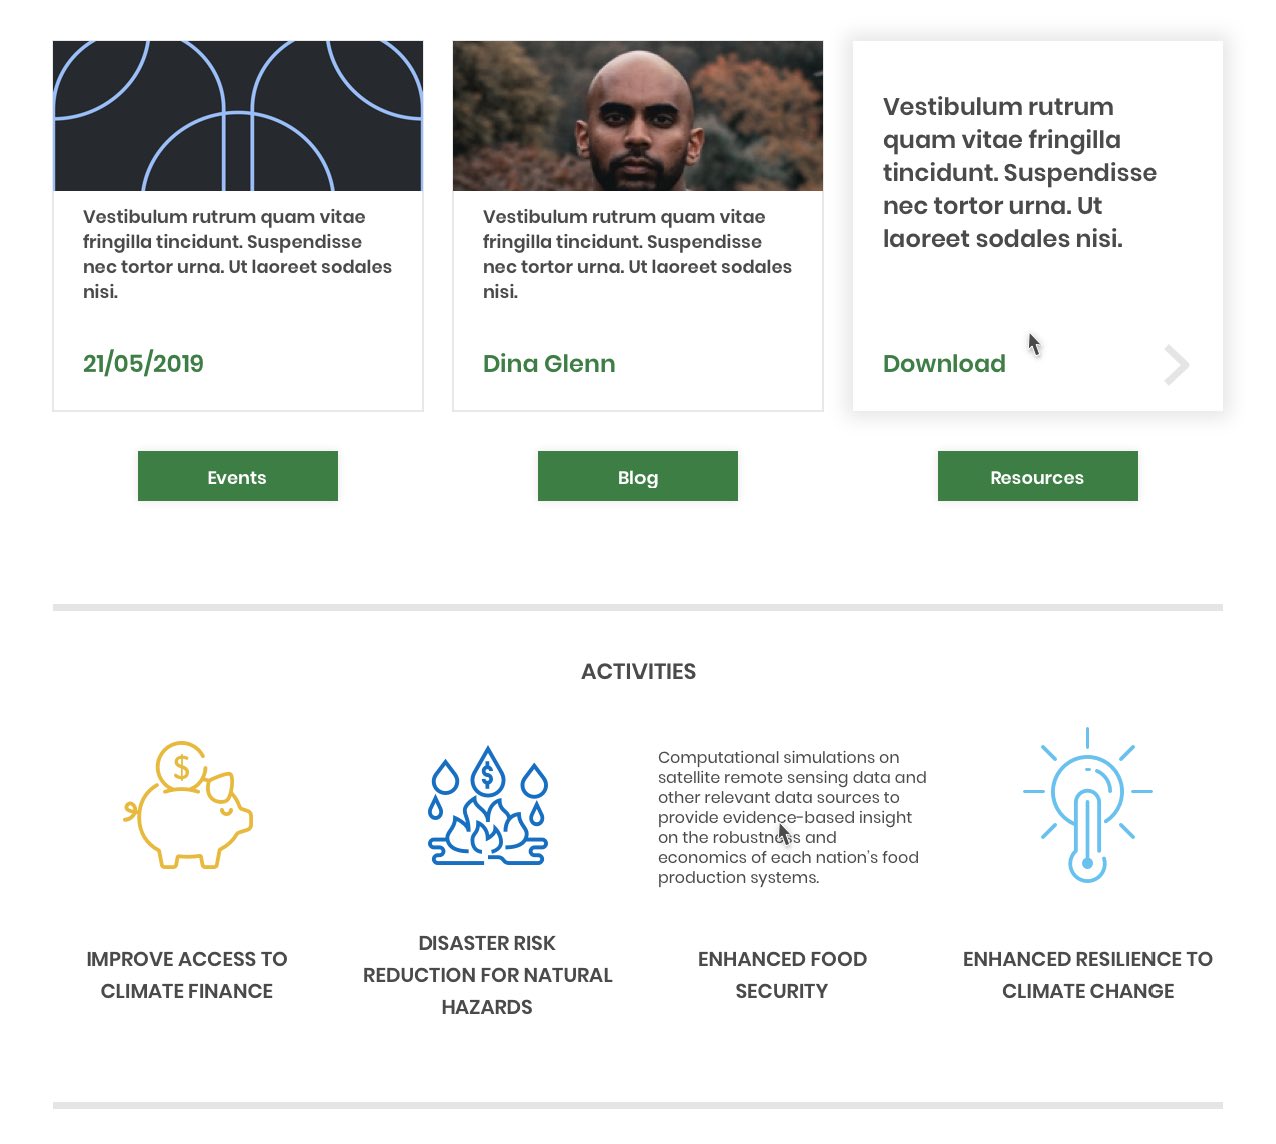 Vestibulum rutrum quam vitae
fringilla tincidunt. Suspendisse
nec tortor urna. Ut laoreet sodales
nisi.
21/05/2019
Vestibulum rutrum quam vitae
fringilla tincidunt. Suspendisse
nec tortor urna. Ut laoreet sodales
nisi.
Dina Glenn
Vestibulum rutrum
quam vitae fringilla
tincidunt. Suspendisse
nec tortor urna. Ut
laoreet sodales nisi.
Download
Events
Blog
Resources
ACTIVITIES
$
IMPROVE ACCESS TO
CLIMATE FINANCE
$
DISASTER RISK
REDUCTION FOR NATURAL
HAZARDS
Computational simulations on
satellite remote sensing data and
other relevant data sources to
provide evidence-based insight
on the robustness and
economics of each nation's food
production systems.
ENHANCED FOOD
SECURITY
ENHANCED RESILIENCE TO
CLIMATE CHANGE